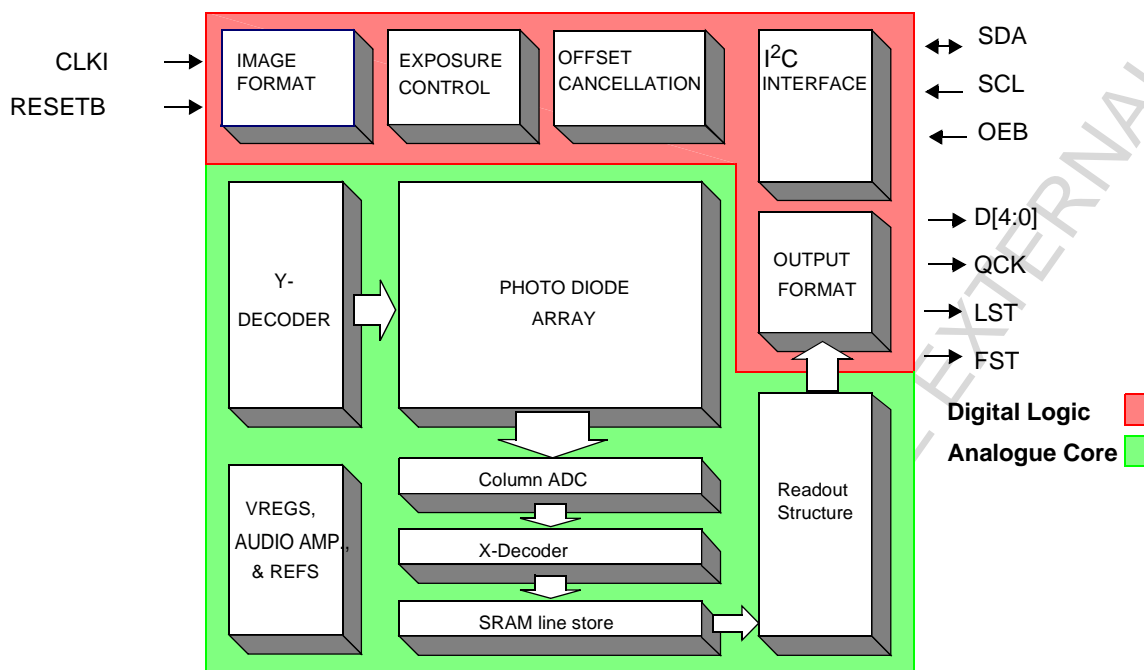 CLKI
RESETB
IMAGE
FORMAT
EXPOSURE
CONTROL
OFFSET
CANCELLATION
I²C
INTERFACE
SDA
SCL
OEB
Y-
DECODER
PHOTO DIODE
ARRAY
OUTPUT
FORMAT
D[4:0]
QCK
LST
FST
Digital Logic
Analogue Core
VREGS,
AUDIO AMP.,
& REFS
Column ADC
X-Decoder
SRAM line store
Readout
Structure
EXTERNAL